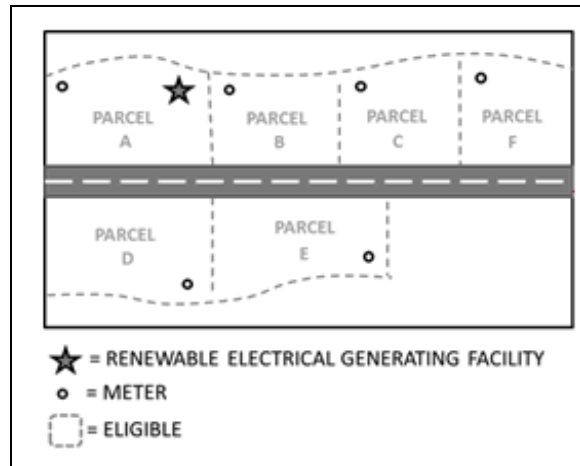 PARCEL
A
PARCEL
B
PARCEL
C
PARCEL
F
PARCEL
D
PARCEL
E
= RENEWABLE ELECTRICAL GENERATING FACILITY
= METER
= ELIGIBLE